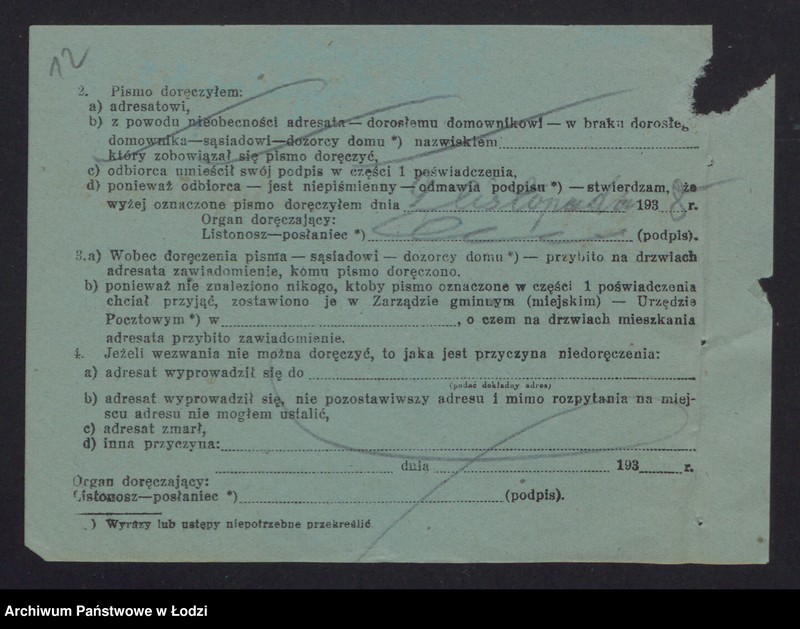 12
2. Pismo doręczyłem:
a) adresatowi,
b) z powodu nieobecności adresata — dorosłemu domownikowi — w braku dorosłeg
domownika—sąsiadowi—dozorcy domu *) nazwiskiem
który zobowiązał się pismo doręczyć,
c) odbiorca umieścił swój podpis w części 1 poświadczenia,
d) ponieważ odbiorca — jest niepiśmienny — odmawia podpisu *) — stwierdzam, że
wyżej oznaczone pismo doręczyłem dnia 2 listopada 1938 r.
Organ doręczający:
Listonosz—posłaniec *) (podpis).
3.a) Wobec doręczenia pisma — sąsiadowi — dozorcy domu *) — przybito na drzwiach
adresata zawiadomienie, komu pismo doręczono.
b) ponieważ nie znaleziono nikogo, ktoby pismo oznaczone w części 1 poświadczenia
chciał przyjąć, zostawiono je w Zarządzie gminnym (miejskim) — Urzędzie
Pocztowym *) w , o czem na drzwiach mieszkania
adresata przybito zawiadomienie.
4. Jeżeli wezwania nie można doręczyć, to jaka jest przyczyna niedoręczenia:
a) adresat wyprowadził się do
(podać dokładny adres)
b) adresat wyprowadził się, nie pozostawiwszy adresu i mimo rozpytania na miej-
scu adresu nie mogłem ustalić,
c) adresat zmarł,
d) inna przyczyna:
dnia 193 r.
Organ doręczający:
Listonosz—posłaniec *) (podpis).
) Wyrazy lub ustępy niepotrzebne przekreślić
Archiwum Państwowe w Łodzi